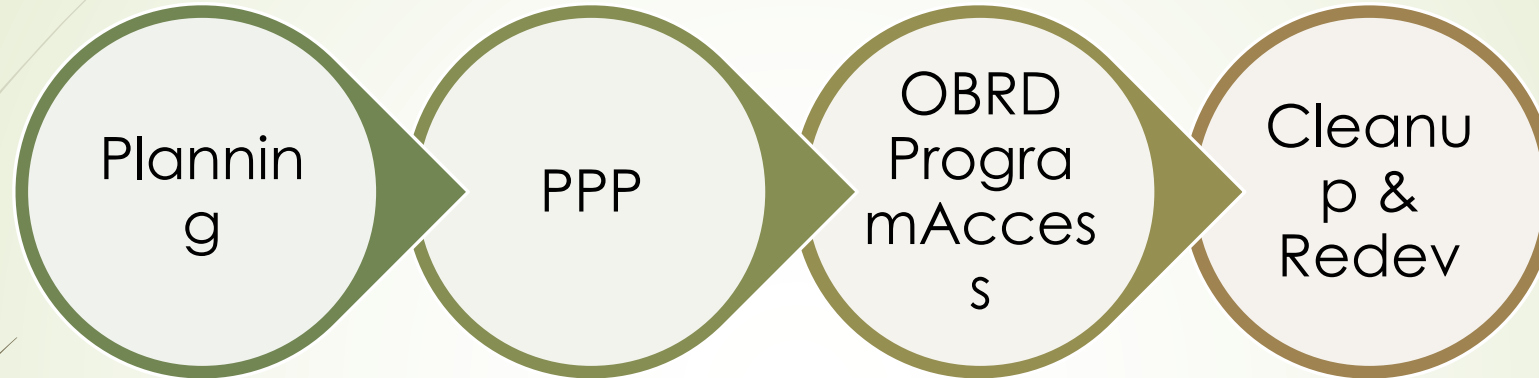 Plannin
g
PPP
OBRD
Progra
mAcces
s
Cleanu
p &
Redev